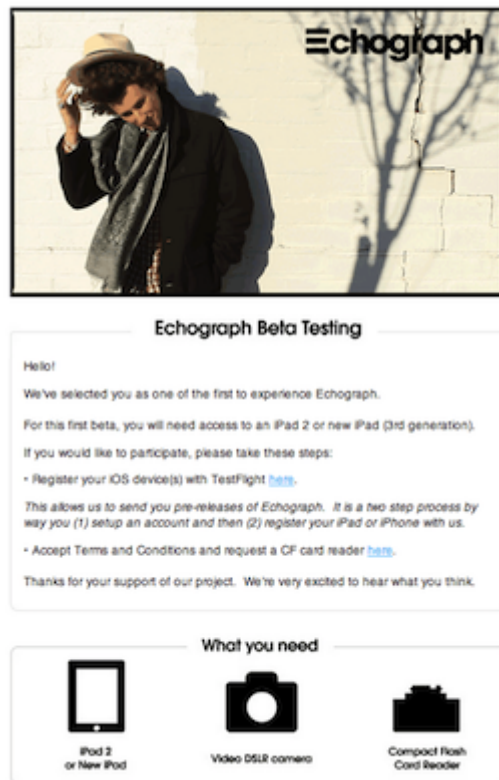 Echograph
Echograph Beta Testing
Hello!
We've selected you as one of the first to experience Echograph.
For this first beta, you will need access to an iPad 2 or new iPad (3rd generation).
If you would like to participate, please take these steps:
• Register your iOS device(s) with TestFlight here.
This allows us to send you pre-releases of Echograph. It is a two step process by
way you (1) setup an account and then (2) register your iPad or iPhone with us.
• Accept Terms and Conditions and request a CF card reader here.
Thanks for your support of our project. We're very excited to hear what you think.
What you need
iPad 2
or New iPad
Video DSLR camera
Compact Flash
Card Reader